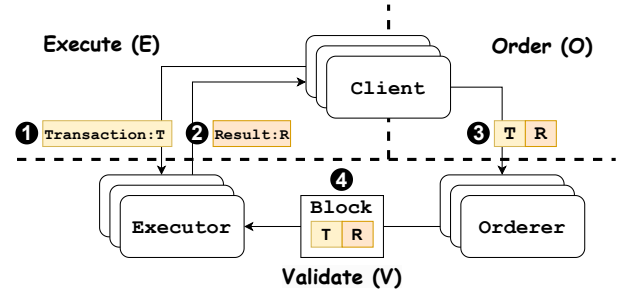 Execute (E)
Order (O)
Client
1 Transaction:T
2 Result:R
3 T R
4
Block
T R
Executor
Orderer
Validate (V)